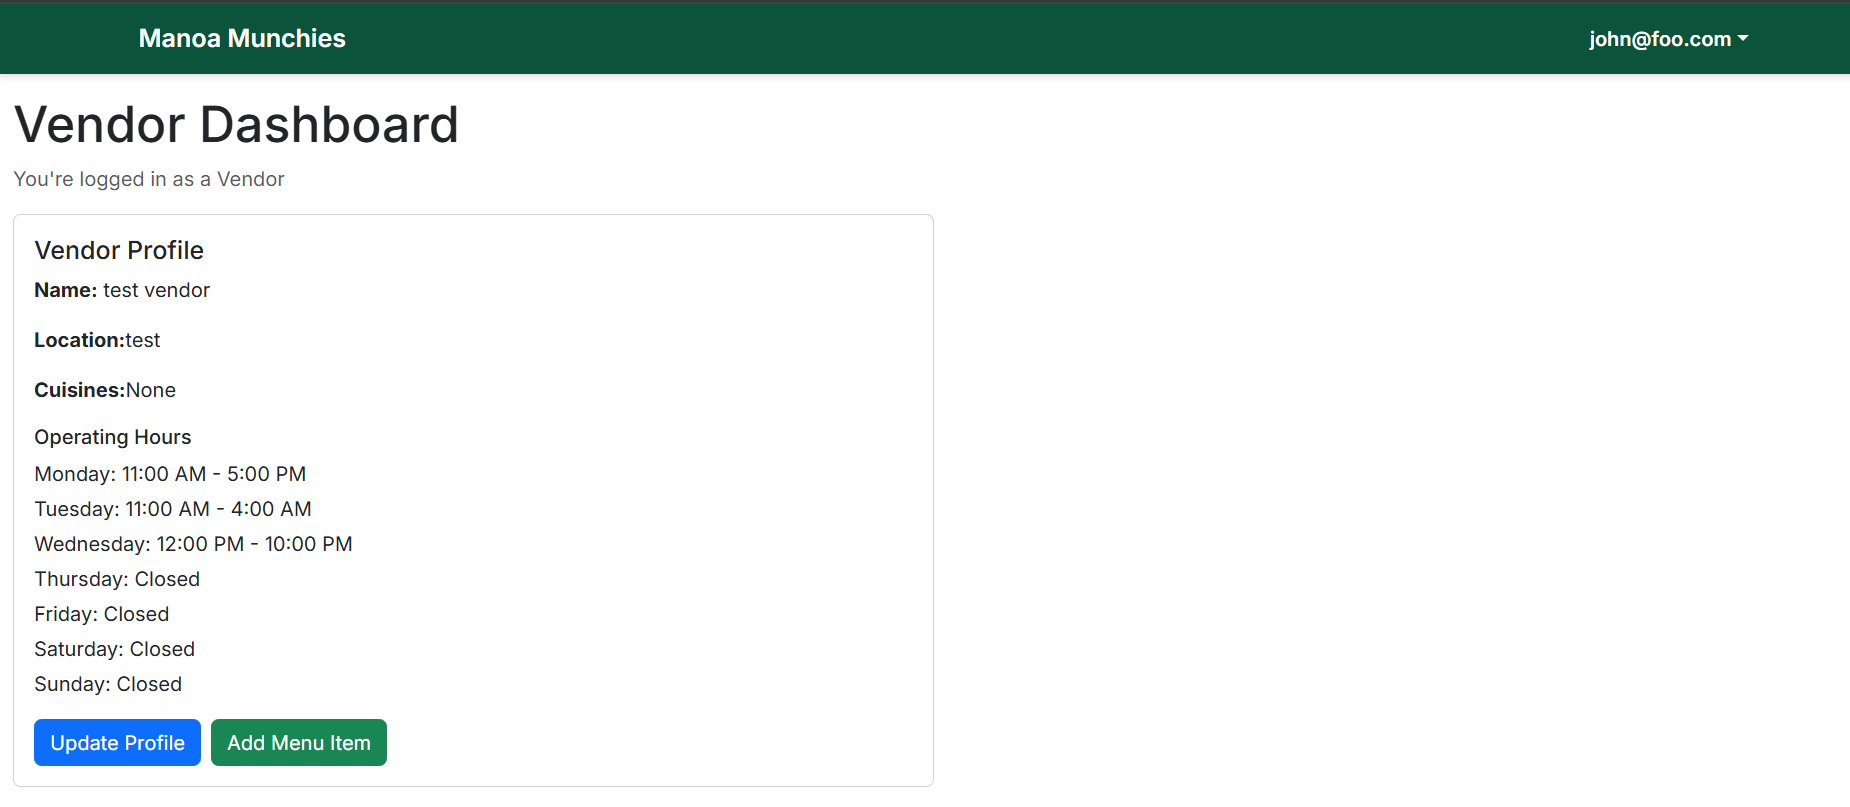 Manoa Munchies
john@foo.com
Vendor Dashboard
You're logged in as a Vendor
Vendor Profile
Name: test vendor
Location:test
Cuisines:None
Operating Hours
Monday: 11:00 AM - 5:00 PM
Tuesday: 11:00 AM - 4:00 AM
Wednesday: 12:00 PM - 10:00 PM
Thursday: Closed
Friday: Closed
Saturday: Closed
Sunday: Closed
Update Profile
Add Menu Item